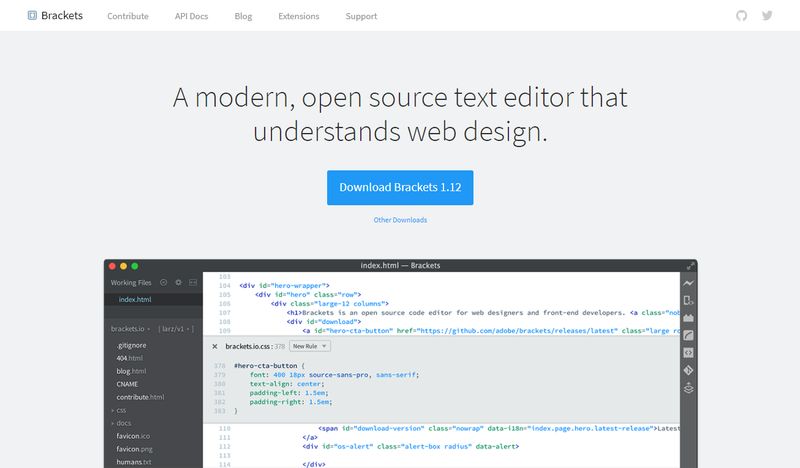 Brackets Contribute API Docs Blog Extensions Support
A modern, open source text editor that
understands web design.
Download Brackets 1.12
Other Downloads
index.html — Brackets
Working Files
index.html
brackets.io [ larz/v1 ]
.gitignore
404.html
blog.html
CNAME
contribute.html
css
docs
favicon.ico
favicon.png
humans.txt
103
104 <div id="hero-wrapper">
105 <div id="hero" class="row">
106 <div class="large-12 columns">
107 <h1>Brackets is an open source code editor for web designers and front-end developers. <a class="nob
108 <div id="download">
109 <a id="hero-cta-button" href="https://github.com/adobe/brackets/releases/latest" class="large ro
× brackets.io.css : 378 New Rule
378 #hero-cta-button {
379 font: 400 18px source-sans-pro, sans-serif;
380 text-align: center;
381 padding-left: 1.5em;
382 padding-right: 1.5em;
383 }
110 <span id="download-version" class="nowrap" data-i18n="index.page.hero.latest-release">Latest
111 </a>
112 <div id="os-alert" class="alert-box radius" data-alert>
113
114 </div>